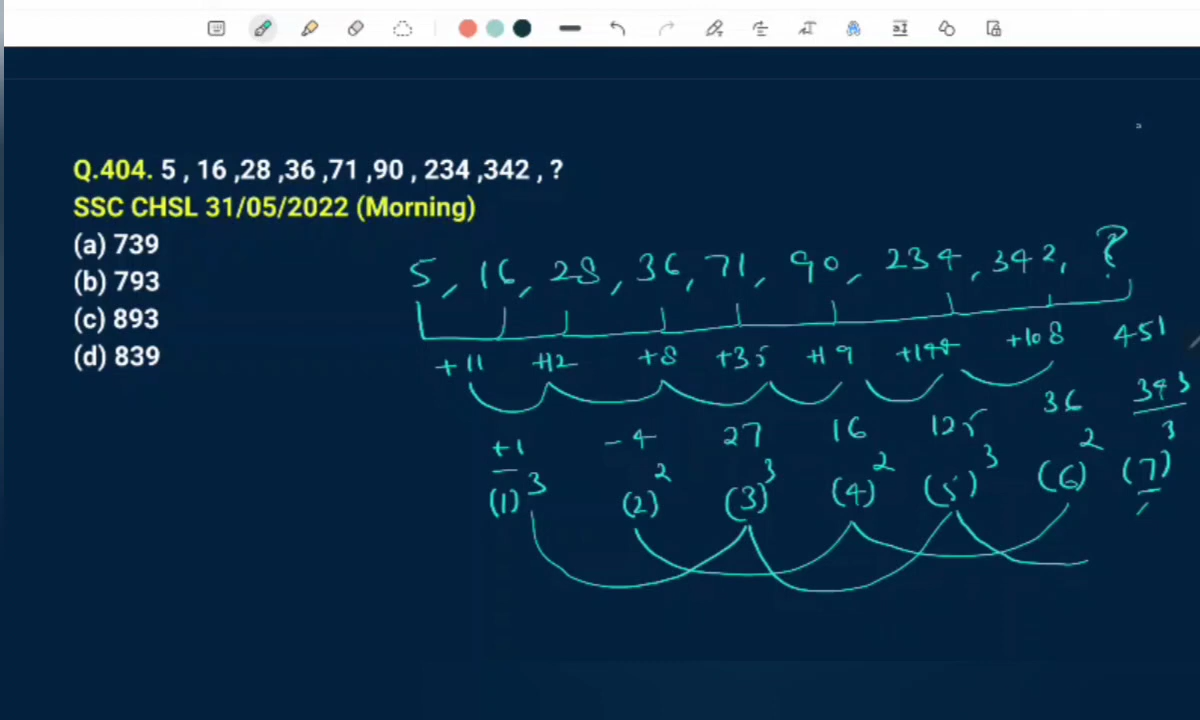 Q.404. 5 , 16 ,28 ,36 ,71 ,90 , 234 ,342 , ?
SSC CHSL 31/05/2022 (Morning)
(a) 739
(b) 793
(c) 893
(d) 839
5, 16, 28, 36, 71, 90, 234, 342, ?
+11 +12 +8 +35 +19 +144 +108 451
+1 -4 27 16 125 36 343
(1)³ (2)² (3)³ (4)² (5)³ (6)² (7)³